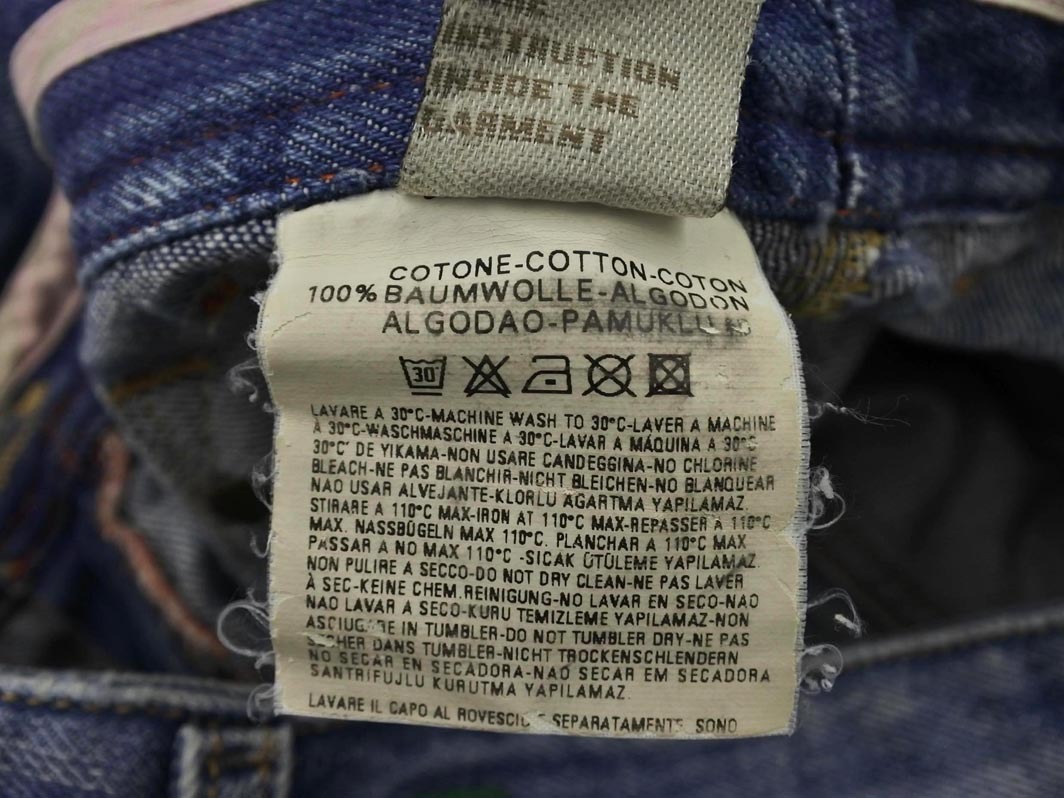 INSTRUCTION
INSIDE THE
GARMENT
COTONE-COTTON-COTON
100% BAUMWOLLE-ALGODON
ALGODAO-PAMUKLU
30
LAVARE A 30°C-MACHINE WASH TO 30°C-LAVER A MACHINE
À 30°C-WASCHMASCHINE A 30°C-LAVAR A MÁQUINA A 30°C
30°C' DE YIKAMA-NON USARE CANDEGGINA-NO CHLORINE
BLEACH-NE PAS BLANCHIR-NICHT BLEICHEN-NO BLANQUEAR
NAO USAR ALVEJANTE-KLORLU AGARTMA YAPILAMAZ
STIRARE A 110°C MAX-IRON AT 110°C MAX-REPASSER A 110°C
MAX. NASSBÜGELN MAX 110°C. PLANCHAR A 110°C MAX
PASSAR A NO MAX 110°C -SICAK ÜTÜLEME YAPILAMAZ
NON PULIRE A SECCO-DO NOT DRY CLEAN-NE PAS LAVER
À SEC-KEINE CHEM.REINIGUNG-NO LAVAR EN SECO-NAO
NAO LAVAR A SECO-KURU TEMIZLEME YAPILAMAZ-NON
IN TUMBLER-DO NOT TUMBLER DRY-NE PAS
DANS TUMBLER-NICHT TROCKENSCHLENDERN
NO SECAR EN SECADORA-NAO SECAR EM SECADORA
SANTRIFUJLU KURUTMA YAPILAMAZ.
LAVARE IL CAPO AL SEPARATAMENTE SONO